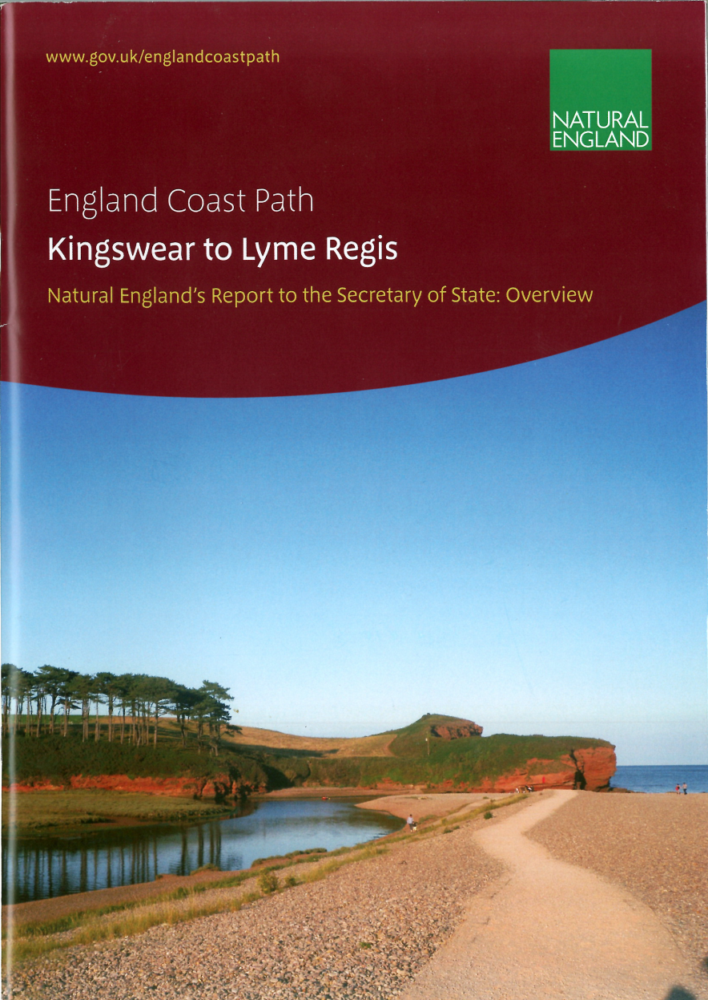 www.gov.uk/englandcoastpath
NATURAL
ENGLAND
England Coast Path
Kingswear to Lyme Regis
Natural England's Report to the Secretary of State: Overview